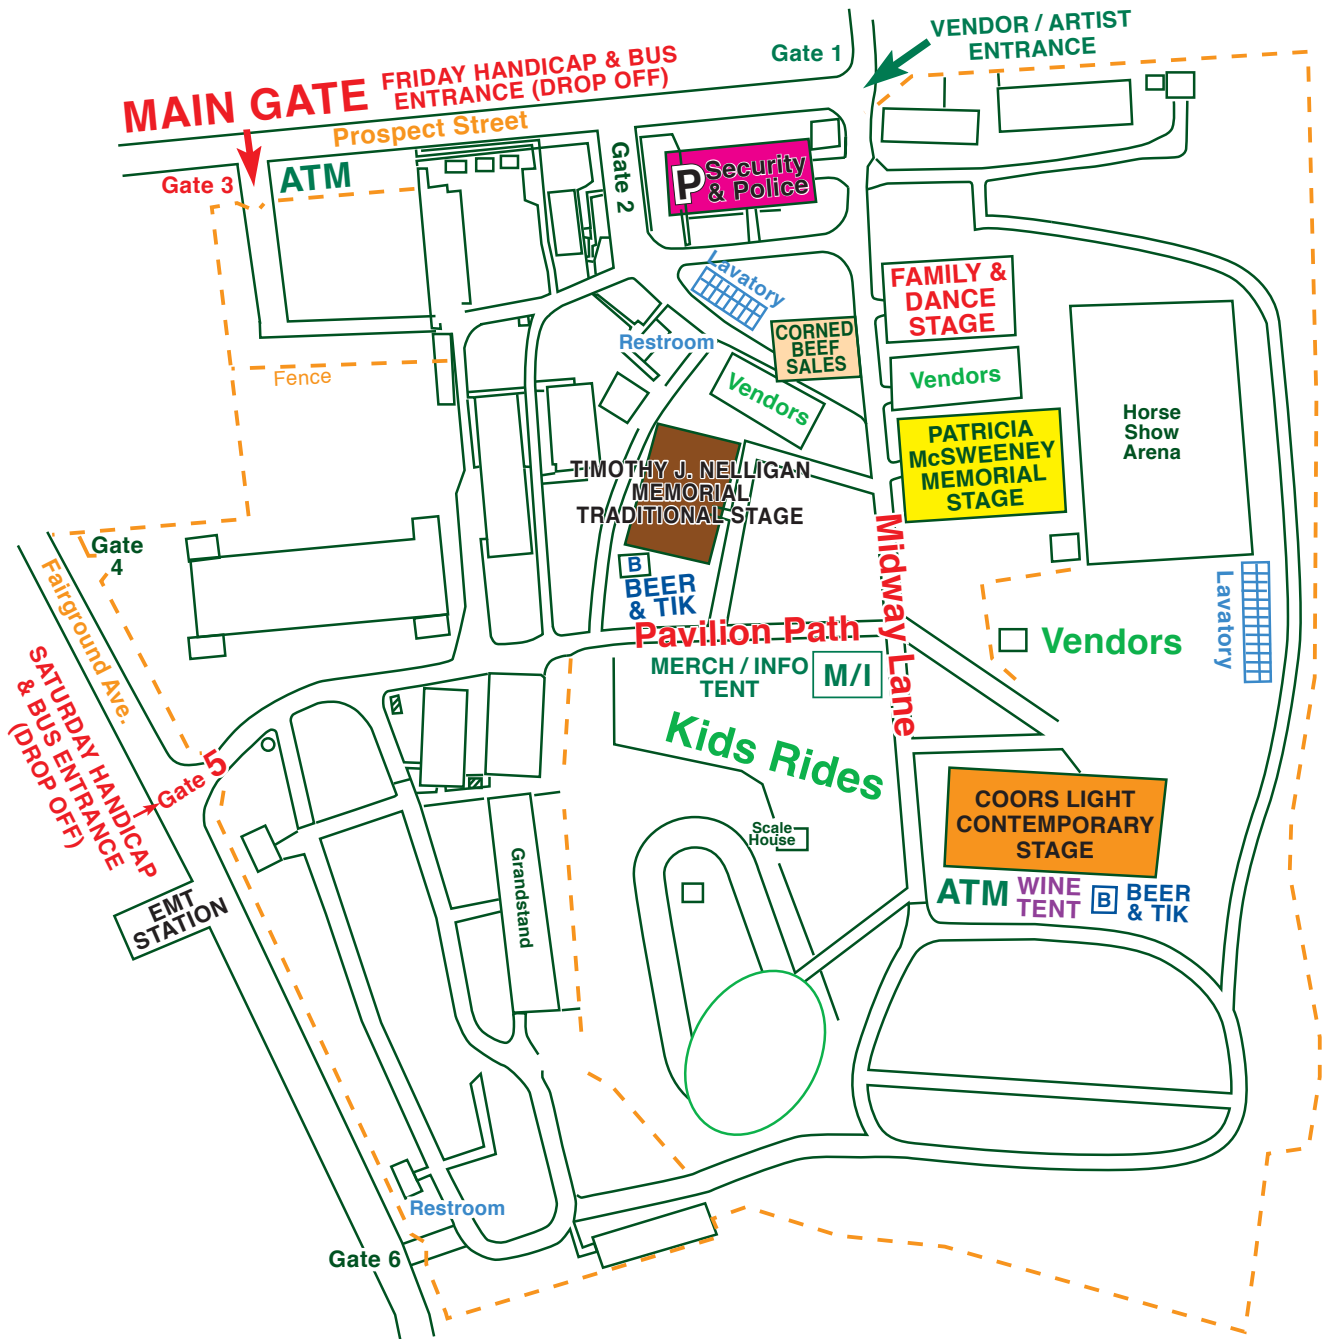 VENDOR / ARTIST
ENTRANCE
Gate 1
MAIN GATE
FRIDAY HANDICAP & BUS
ENTRANCE (DROP OFF)
Prospect Street
Gate 3
ATM
Gate 2
P
Security
& Police
Lavatory
FAMILY &
DANCE
STAGE
CORNED
BEEF
SALES
Restroom
Fence
Vendors
Vendors
Horse
Show
Arena
PATRICIA
McSWEENEY
MEMORIAL
STAGE
TIMOTHY J. NELLIGAN
MEMORIAL
TRADITIONAL STAGE
Gate
4
Fairground Ave.
B
BEER
& TIK
Midway Lane
Pavilion Path
Lavatory
Vendors
MERCH / INFO
TENT
M/I
Kids Rides
SATURDAY HANDICAP
& BUS ENTRANCE
(DROP OFF)
Gate 5
Scale
House
COORS LIGHT
CONTEMPORARY
STAGE
Grandstand
ATM
WINE
TENT
B
BEER
& TIK
EMT
STATION
Restroom
Gate 6